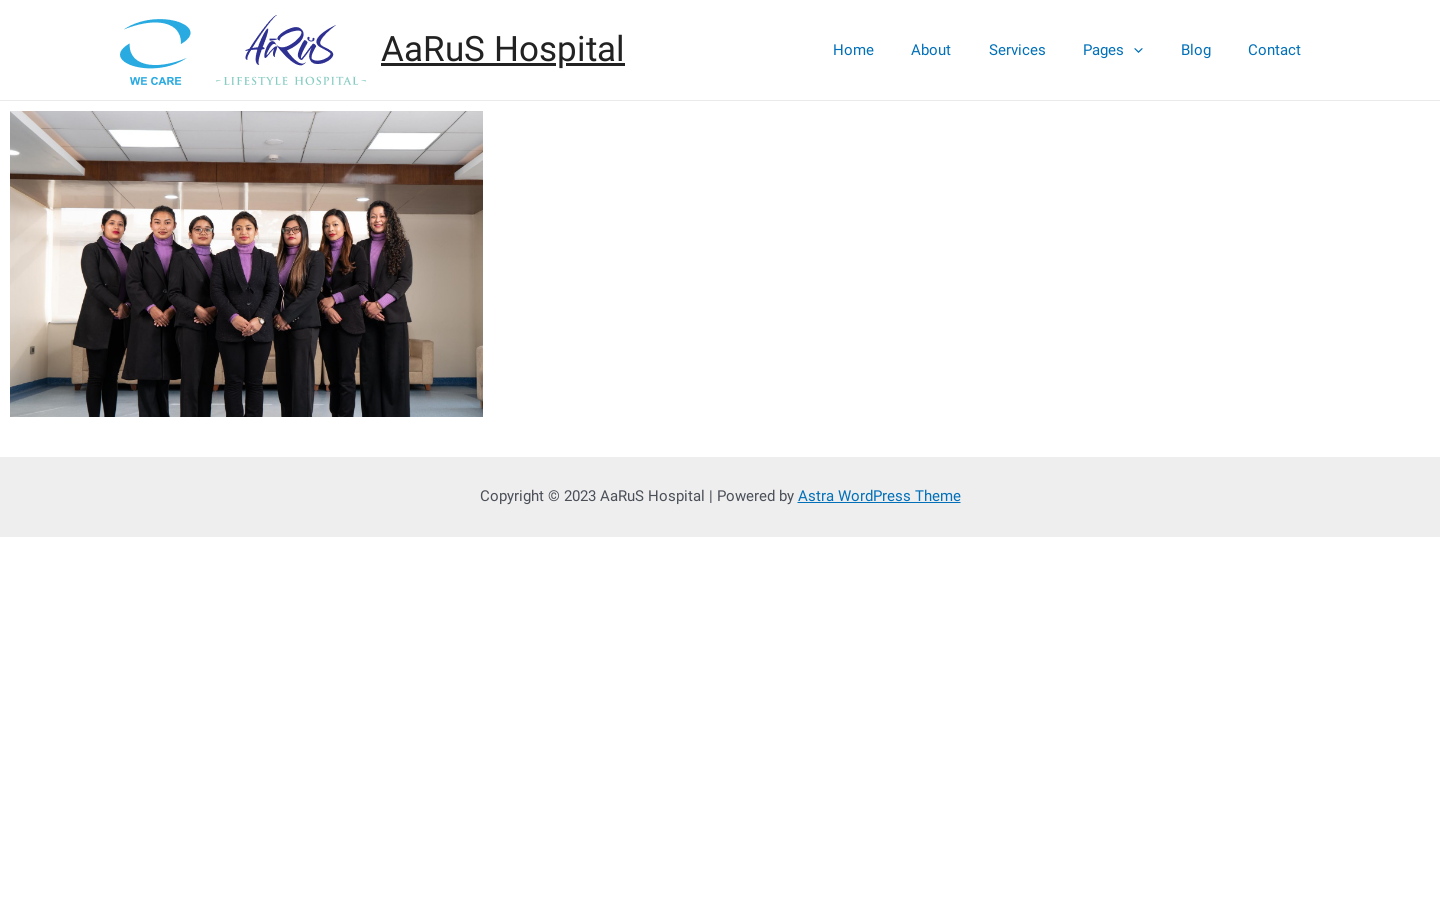 WE CARE
AāRŭS
- LIFESTYLE HOSPITAL -
AaRuS Hospital
Home
About
Services
Pages
Blog
Contact
Copyright © 2023 AaRuS Hospital | Powered by Astra WordPress Theme